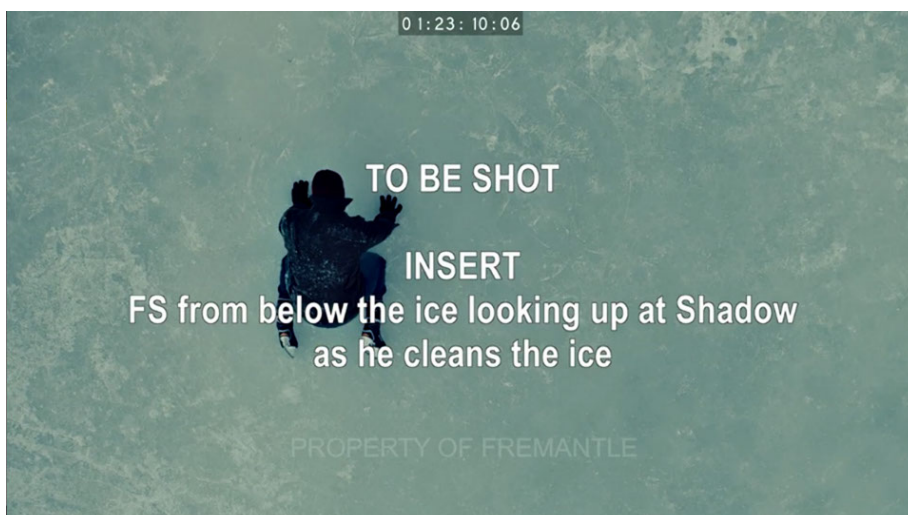 01:23:10:06
TO BE SHOT
INSERT
FS from below the ice looking up at Shadow
as he cleans the ice
PROPERTY OF FREMANTLE